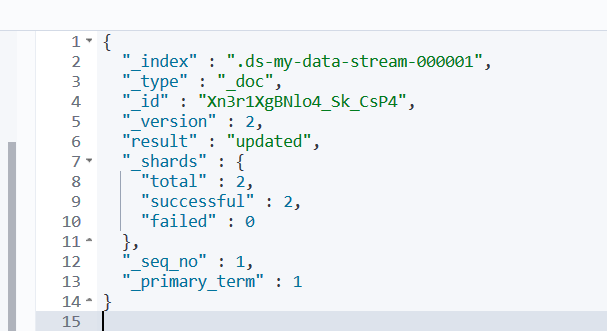 1 {
2 "_index" : ".ds-my-data-stream-000001",
3 "_type" : "_doc",
4 "_id" : "Xn3r1XgBNlo4_Sk_CsP4",
5 "_version" : 2,
6 "result" : "updated",
7 "_shards" : {
8 "total" : 2,
9 "successful" : 2,
10 "failed" : 0
11 },
12 "_seq_no" : 1,
13 "_primary_term" : 1
14 }
15